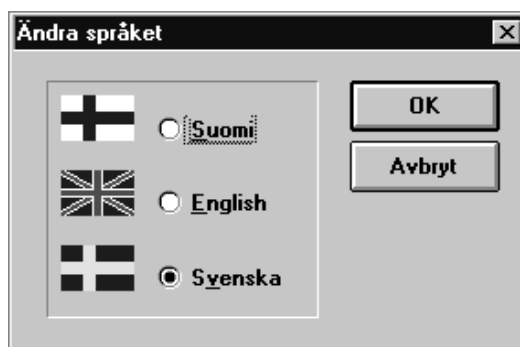 Ändra språket
Suomi
English
Svenska
OK
Avbryt